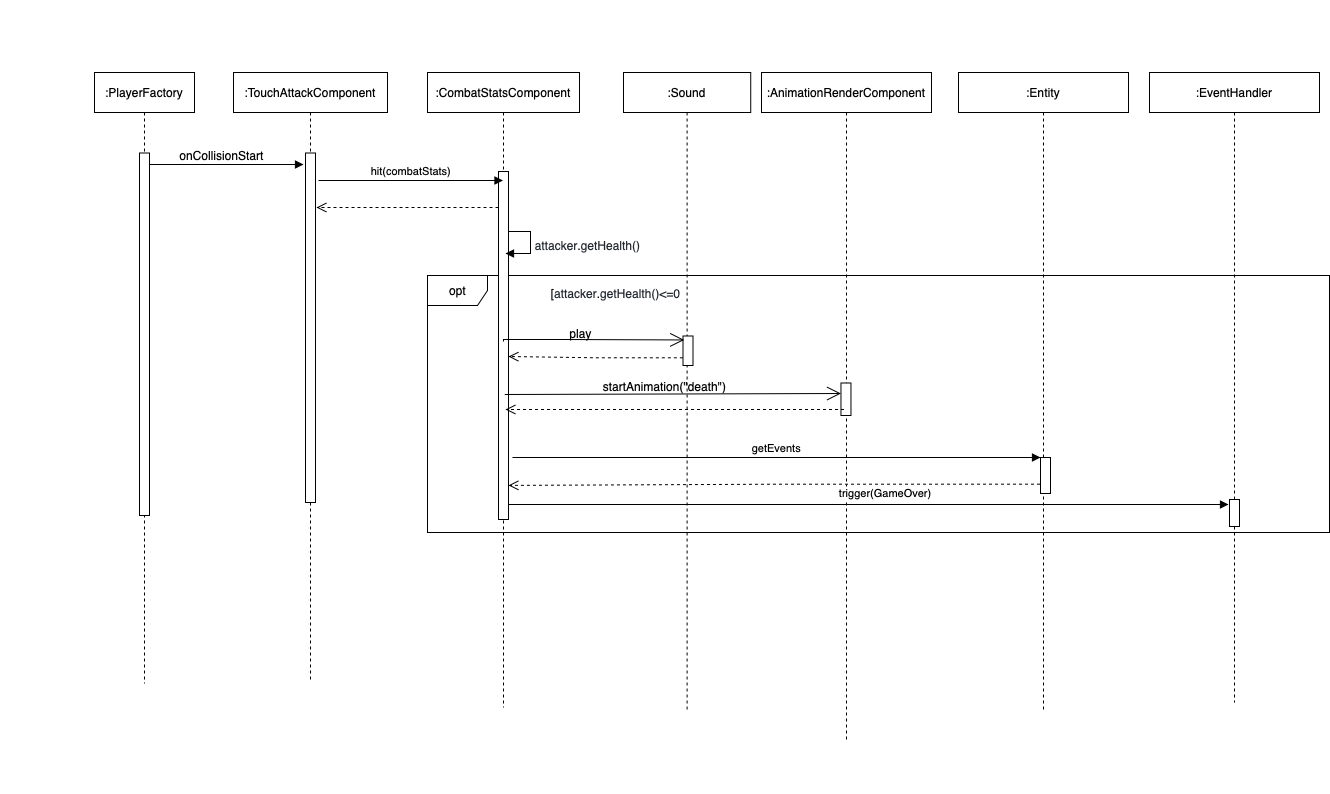 :PlayerFactory
:TouchAttackComponent
:CombatStatsComponent
:Sound
:AnimationRenderComponent
:Entity
:EventHandler
onCollisionStart
hit(combatStats)
attacker.getHealth()
opt
[attacker.getHealth()<=0
play
startAnimation("death")
getEvents
trigger(GameOver)